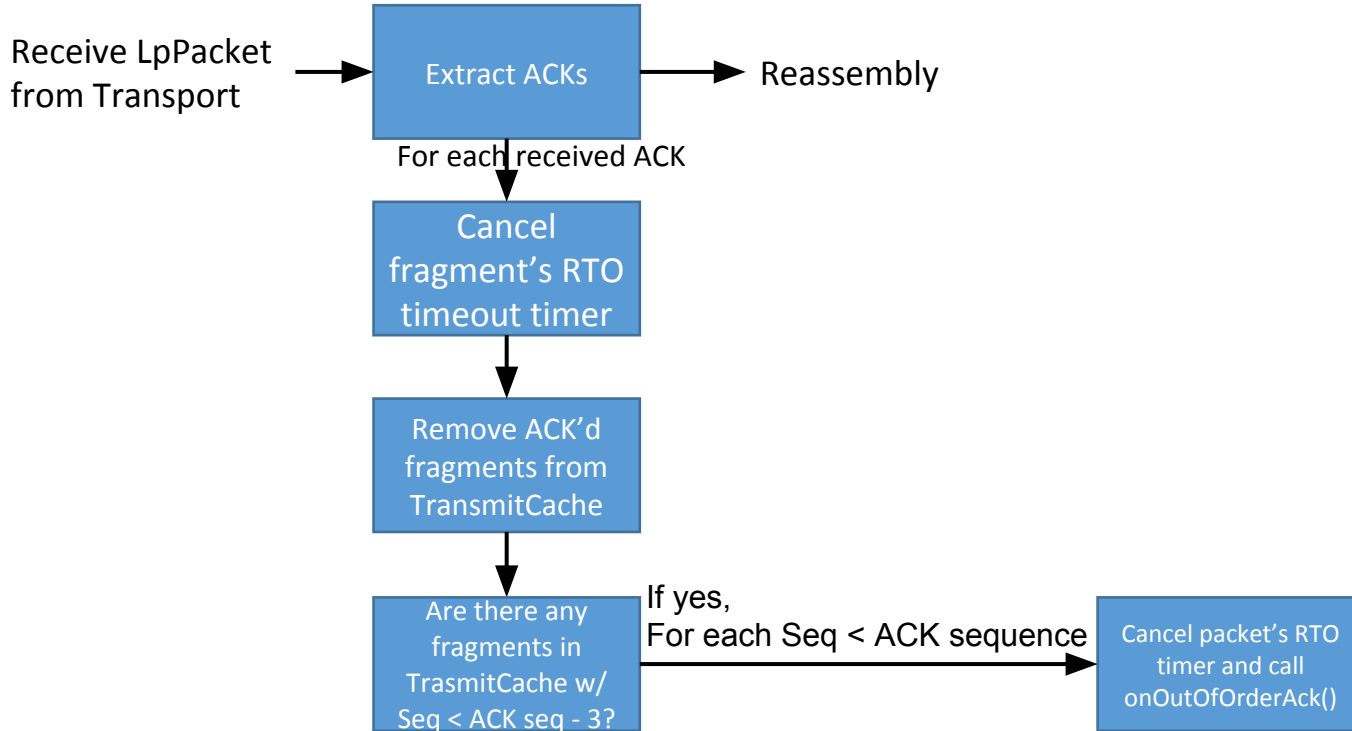 Receive LpPacket
from Transport
Extract ACKs
Reassembly
For each received ACK
Cancel
fragment’s RTO
timeout timer
Remove ACK’d
fragments from
TransmitCache
Are there any
fragments in
TrasmitCache w/
Seq < ACK seq - 3?
If yes,
For each Seq < ACK sequence
Cancel packet’s RTO
timer and call
onOutOfOrderAck()